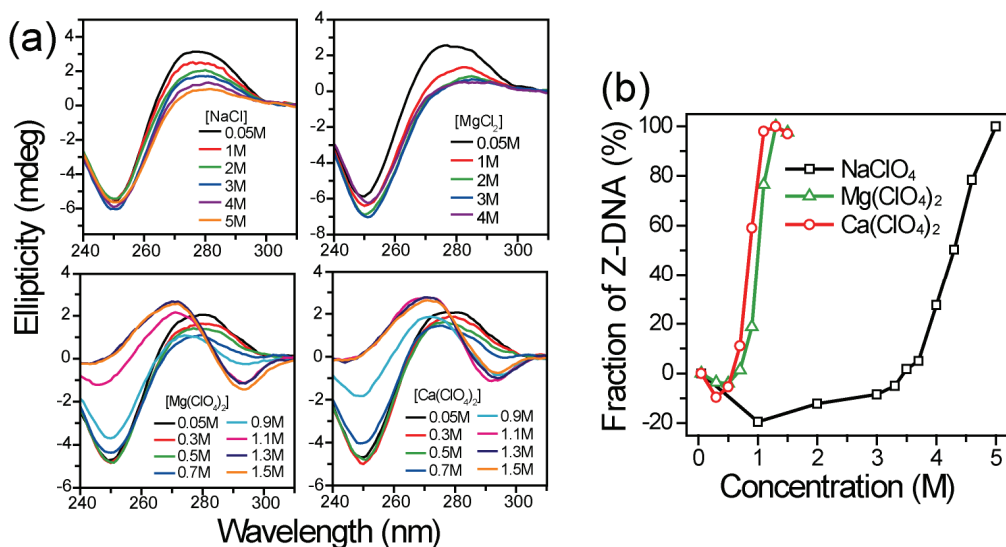 (a)
Ellipticity (mdeg)
4
2
0
-2
-4
-6
240 260 280 300
[NaCl]
0.05M
1M
2M
3M
4M
5M
4
2
0
-2
-4
-6
-8
240 260 280 300
[MgCl2]
0.05M
1M
2M
3M
4M
4
2
0
-2
-4
-6
240 260 280 300
[Mg(ClO4)2]
0.05M 0.9M
0.3M 1.1M
0.5M 1.3M
0.7M 1.5M
4
2
0
-2
-4
-6
240 260 280 300
[Ca(ClO4)2]
0.05M 0.9M
0.3M 1.1M
0.5M 1.3M
0.7M 1.5M
Wavelength (nm)
(b)
Fraction of Z-DNA (%)
100
80
60
40
20
0
-20
NaClO4
Mg(ClO4)2
Ca(ClO4)2
0 1 2 3 4 5
Concentration (M)